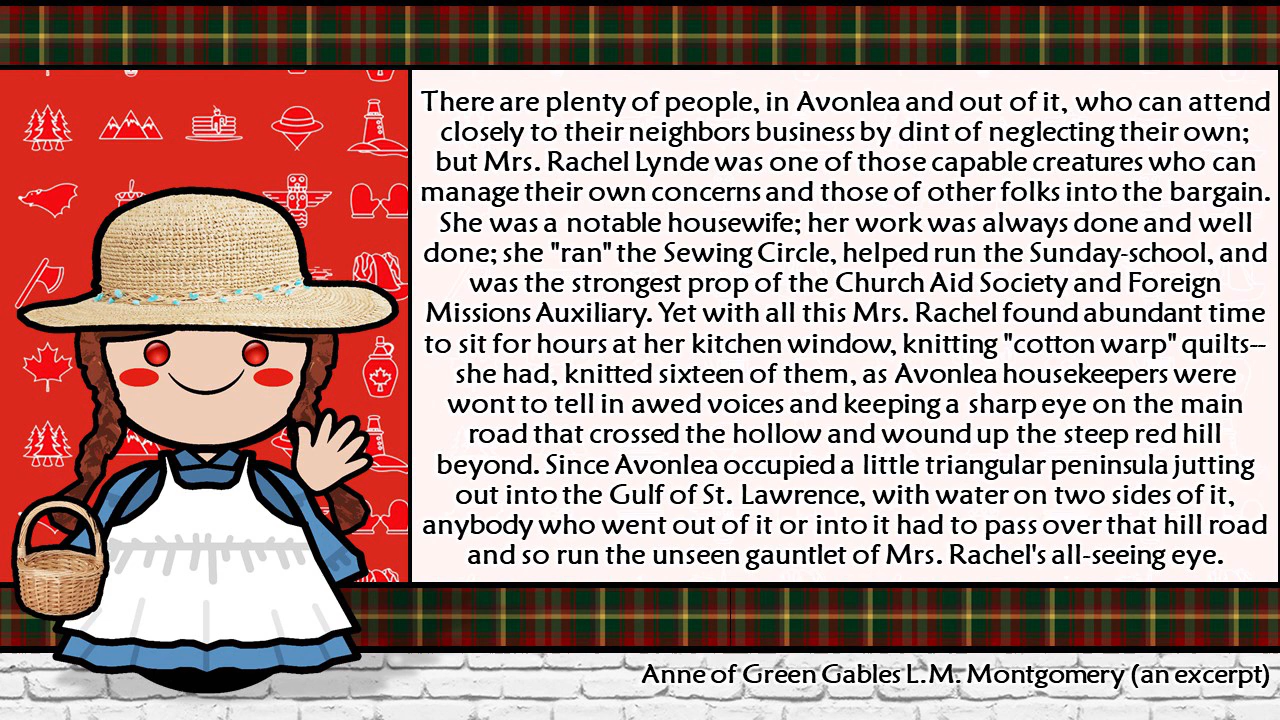 There are plenty of people, in Avonlea and out of it, who can attend
closely to their neighbors business by dint of neglecting their own;
but Mrs. Rachel Lynde was one of those capable creatures who can
manage their own concerns and those of other folks into the bargain.
She was a notable housewife; her work was always done and well
done; she "ran" the Sewing Circle, helped run the Sunday-school, and
was the strongest prop of the Church Aid Society and Foreign
Missions Auxiliary. Yet with all this Mrs. Rachel found abundant time
to sit for hours at her kitchen window, knitting "cotton warp" quilts--
she had, knitted sixteen of them, as Avonlea housekeepers were
wont to tell in awed voices and keeping a sharp eye on the main
road that crossed the hollow and wound up the steep red hill
beyond. Since Avonlea occupied a little triangular peninsula jutting
out into the Gulf of St. Lawrence, with water on two sides of it,
anybody who went out of it or into it had to pass over that hill road
and so run the unseen gauntlet of Mrs. Rachel's all-seeing eye.
Anne of Green Gables L.M. Montgomery (an excerpt)